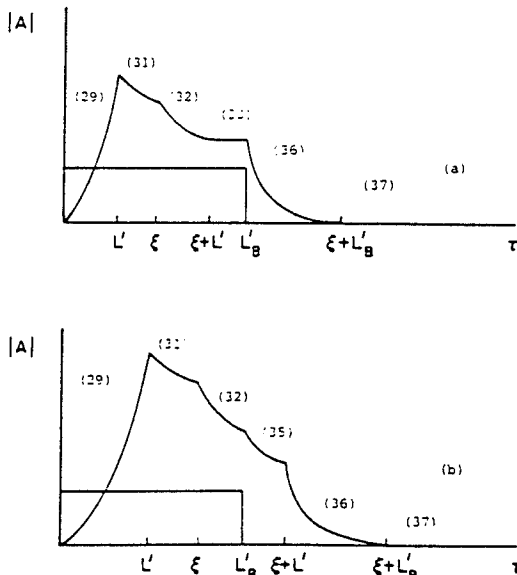 |A|
(31)
(29)
(32)
(36)
(37)
(a)
L' ξ ξ+L' L'B ξ+L'B τ
|A|
(31)
(29)
(32)
(35)
(b)
(36)
(37)
L' ξ L'B ξ+L' ξ+L'B τ